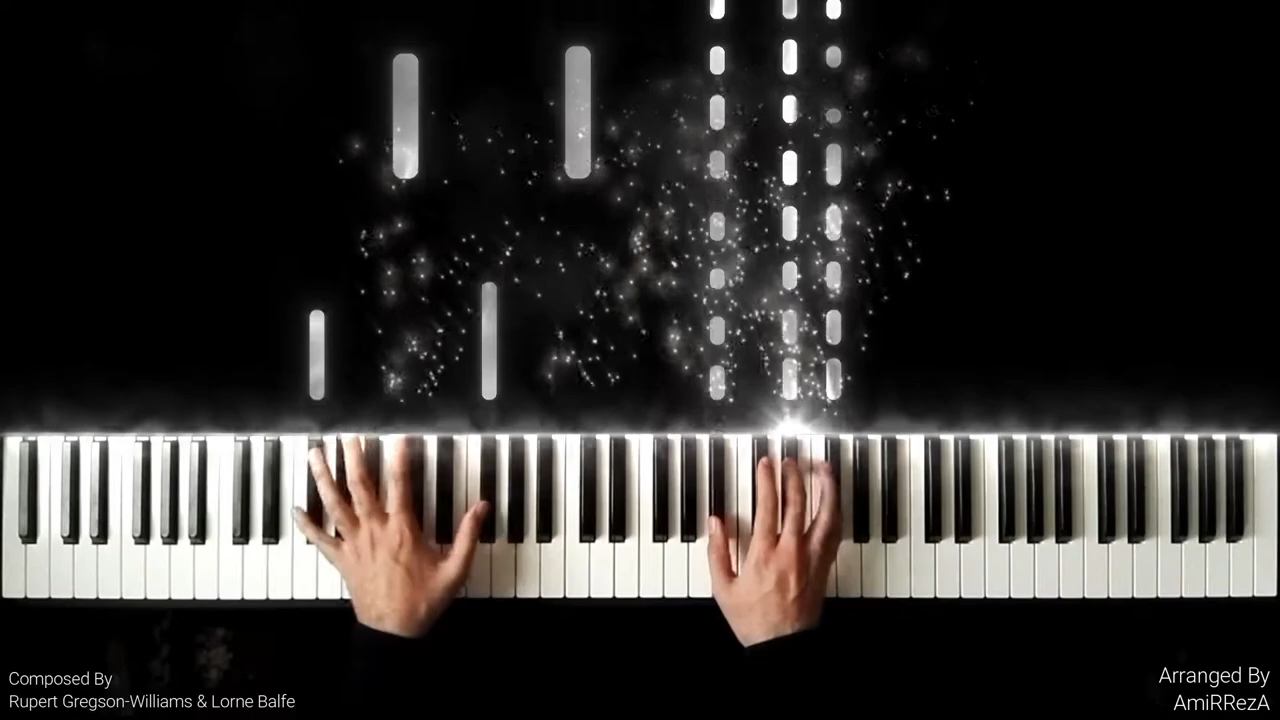 Composed By
Rupert Gregson-Williams & Lorne Balfe
Arranged By
AmiRRezA